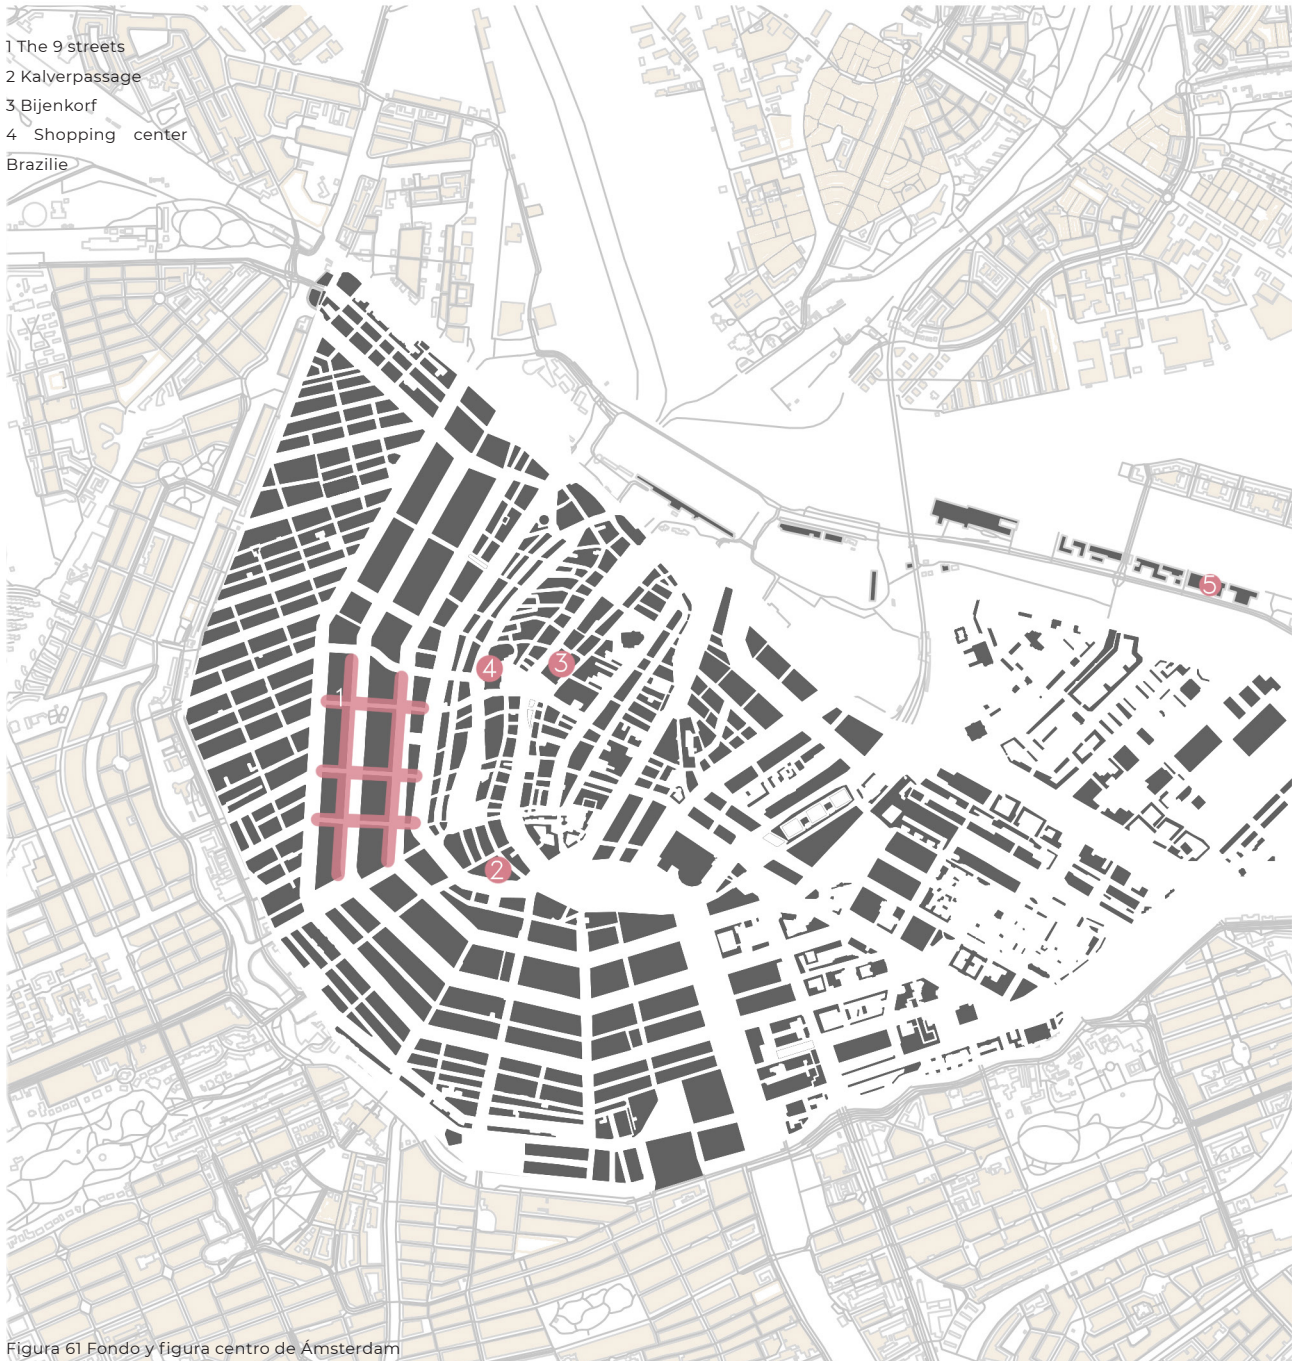 1 The 9 streets
2 Kalverpassage
3 Bijenkorf
4 Shopping center
Brazilie
5
4
3
1
2
Figura 61 Fondo y figura centro de Ámsterdam